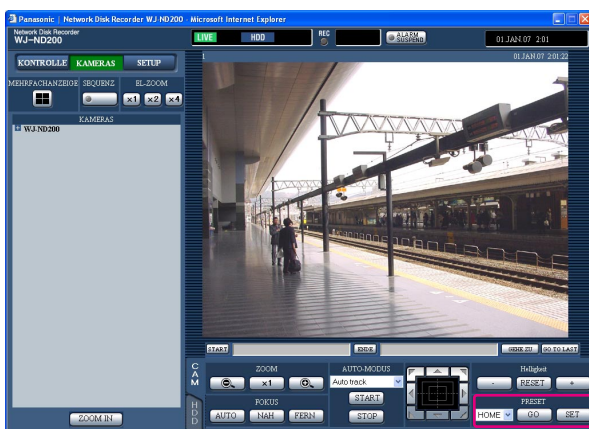 Panasonic | Network Disk Recorder WJ-ND200 - Microsoft Internet Explorer
Network Disk Recorder
WJ-ND200
LIVE HDD REC ALARM SUSPEND 01.JAN.07 2:01
KONTROLLE KAMERAS SETUP
1 01.JAN.07 2:01:22
MEHRFACHANZEIGE SEQUENZ EL-ZOOM
x1 x2 x4
KAMERAS
WJ-ND200
START ENDE GEHE ZU GO TO LAST
CAM
ZOOM AUTO-MODUS Helligkeit
x1 Auto track - RESET +
HDD
FOKUS START PRESET
AUTO NAH FERN STOP HOME GO SET
ZOOM IN